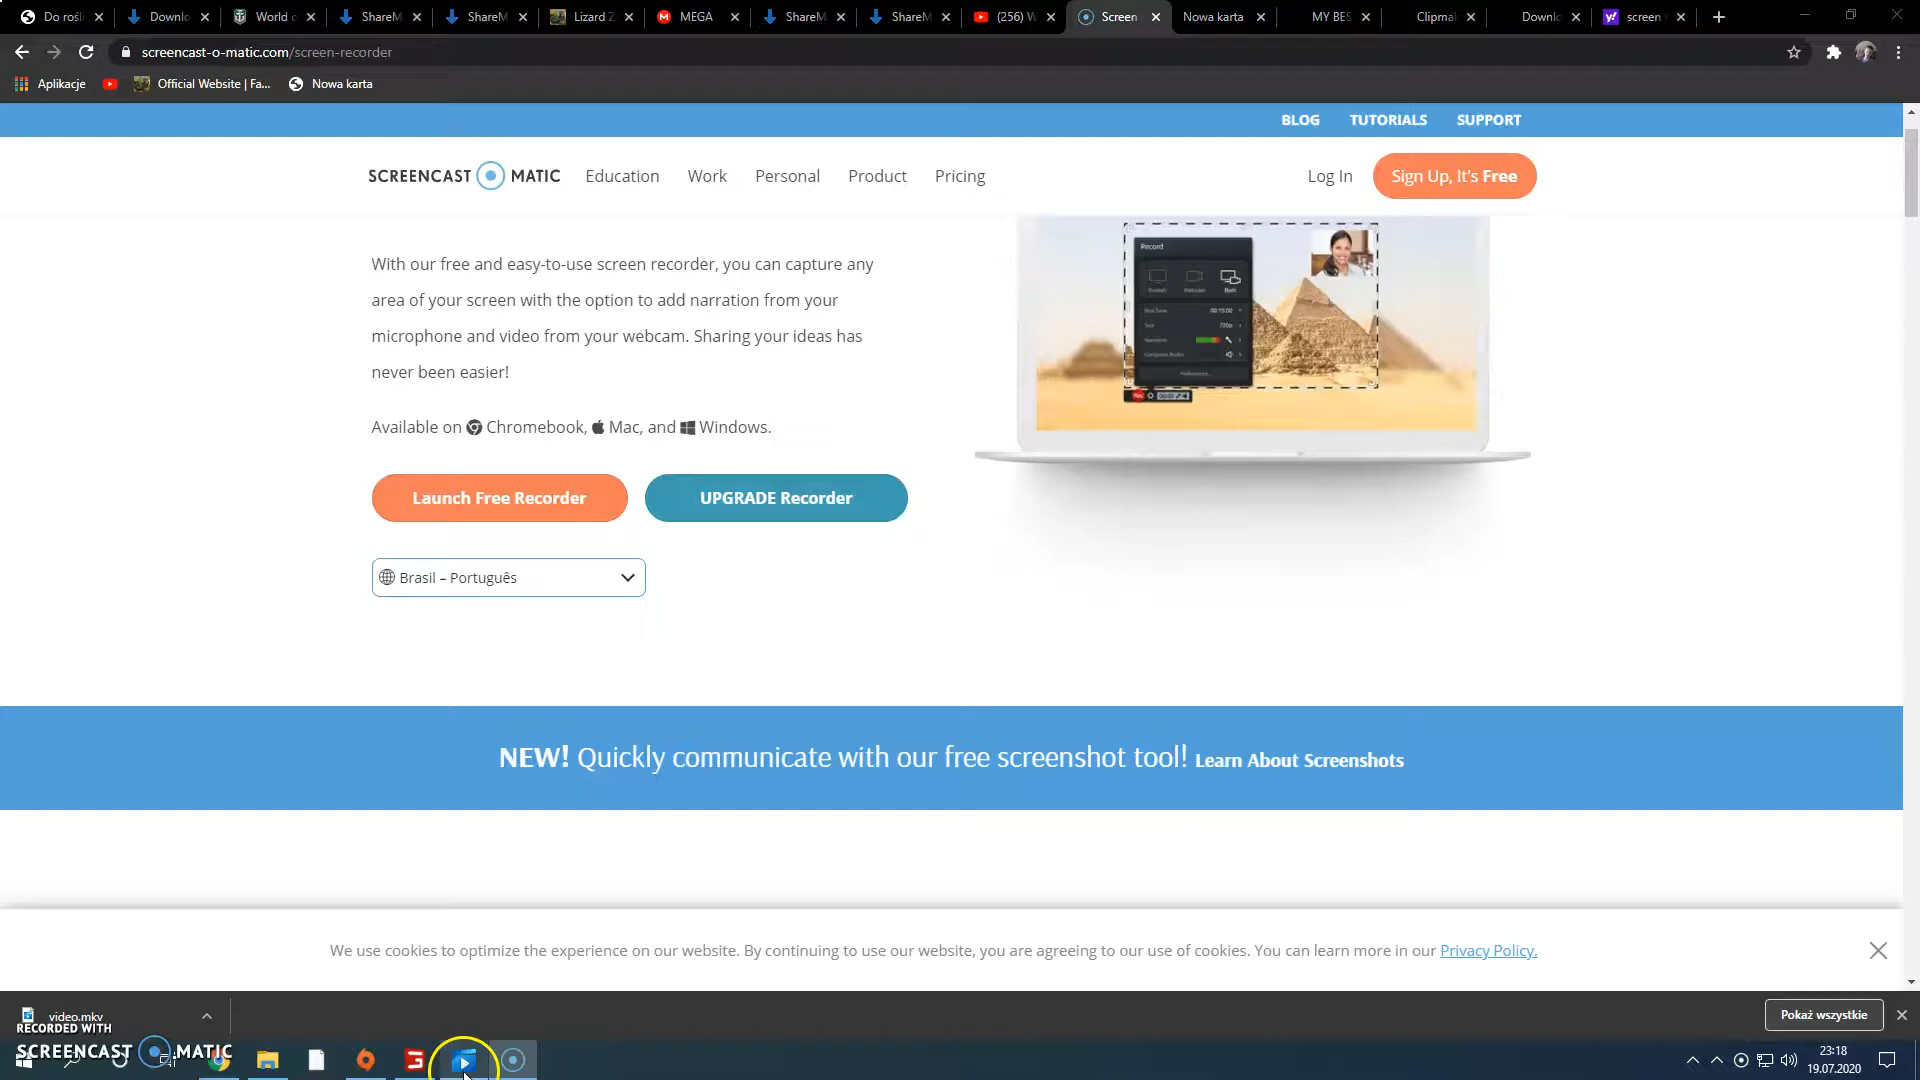 Do rośli
Downlo
World o
ShareM
ShareM
Lizard Z
MEGA
ShareM
ShareM
(256) W
Screen
Nowa karta
MY BES
Clipmal
Downlo
screen
screencast-o-matic.com/screen-recorder
Aplikacje
Official Website | Fa...
Nowa karta
BLOG TUTORIALS SUPPORT
SCREENCAST MATIC Education Work Personal Product Pricing Log In Sign Up, It's Free
Record
With our free and easy-to-use screen recorder, you can capture any
area of your screen with the option to add narration from your
microphone and video from your webcam. Sharing your ideas has
never been easier!
Available on Chromebook, Mac, and Windows.
Launch Free Recorder UPGRADE Recorder
Brasil – Português
NEW! Quickly communicate with our free screenshot tool! Learn About Screenshots
We use cookies to optimize the experience on our website. By continuing to use our website, you are agreeing to our use of cookies. You can learn more in our Privacy Policy.
video.mkv
Pokaż wszystkie
RECORDED WITH
SCREENCAST MATIC
23:18
19.07.2020